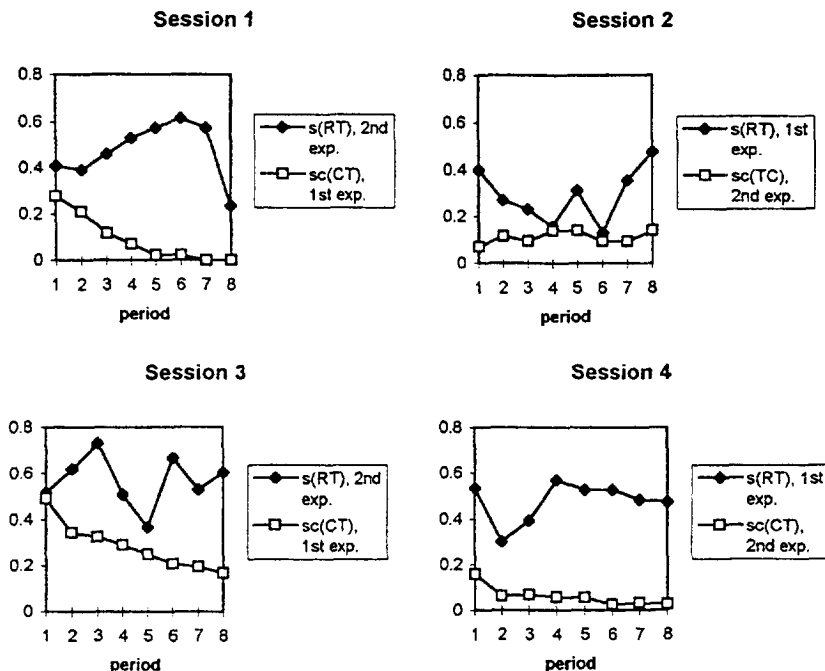 Session 1
0.8
0.6
0.4
0.2
0
1 2 3 4 5 6 7 8
period
s(RT), 2nd
exp.
sc(CT),
1st exp.
Session 2
0.8
0.6
0.4
0.2
0
1 2 3 4 5 6 7 8
period
s(RT), 1st
exp.
sc(TC),
2nd exp.
Session 3
0.8
0.6
0.4
0.2
0
1 2 3 4 5 6 7 8
period
s(RT), 2nd
exp.
sc(CT),
1st exp.
Session 4
0.8
0.6
0.4
0.2
0
1 2 3 4 5 6 7 8
period
s(RT), 1st
exp.
sc(CT),
2nd exp.